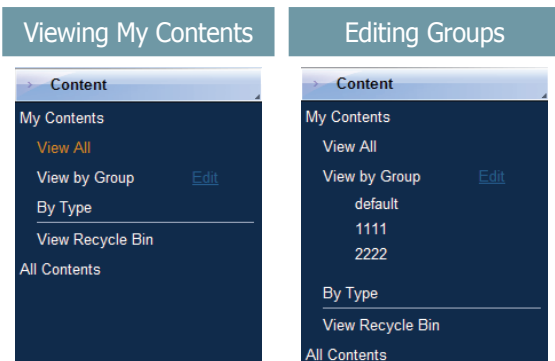 Viewing My Contents
Content
My Contents
View All
View by Group Edit
By Type
View Recycle Bin
All Contents
Editing Groups
Content
My Contents
View All
View by Group Edit
default
1111
2222
By Type
View Recycle Bin
All Contents